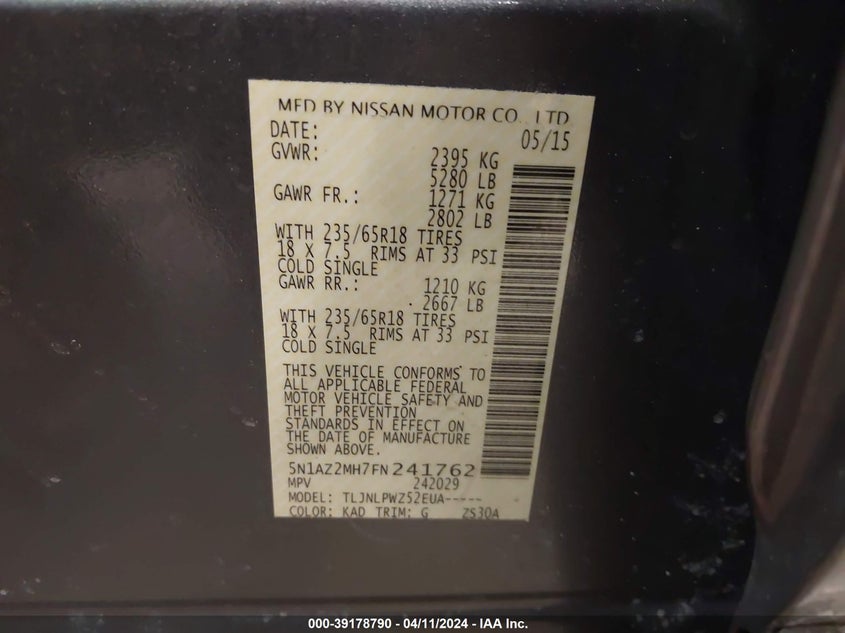 MFD BY NISSAN MOTOR CO., LTD
DATE: 05/15
GVWR: 2395 KG
5280 LB
GAWR FR.: 1271 KG
2802 LB
WITH 235/65R18 TIRES
18 X 7.5 RIMS AT 33 PSI
COLD SINGLE
GAWR RR.: 1210 KG
2667 LB
WITH 235/65R18 TIRES
18 X 7.5 RIMS AT 33 PSI
COLD SINGLE
THIS VEHICLE CONFORMS TO
ALL APPLICABLE FEDERAL
MOTOR VEHICLE SAFETY AND
THEFT PREVENTION
STANDARDS IN EFFECT ON
THE DATE OF MANUFACTURE
SHOWN ABOVE.
5N1AZ2MH7FN241762
MPV 242029
MODEL: TLJNLPWZ52EUA-----
COLOR: KAD TRIM: G ZS30A
000-39178790 - 04/11/2024 - IAA Inc.